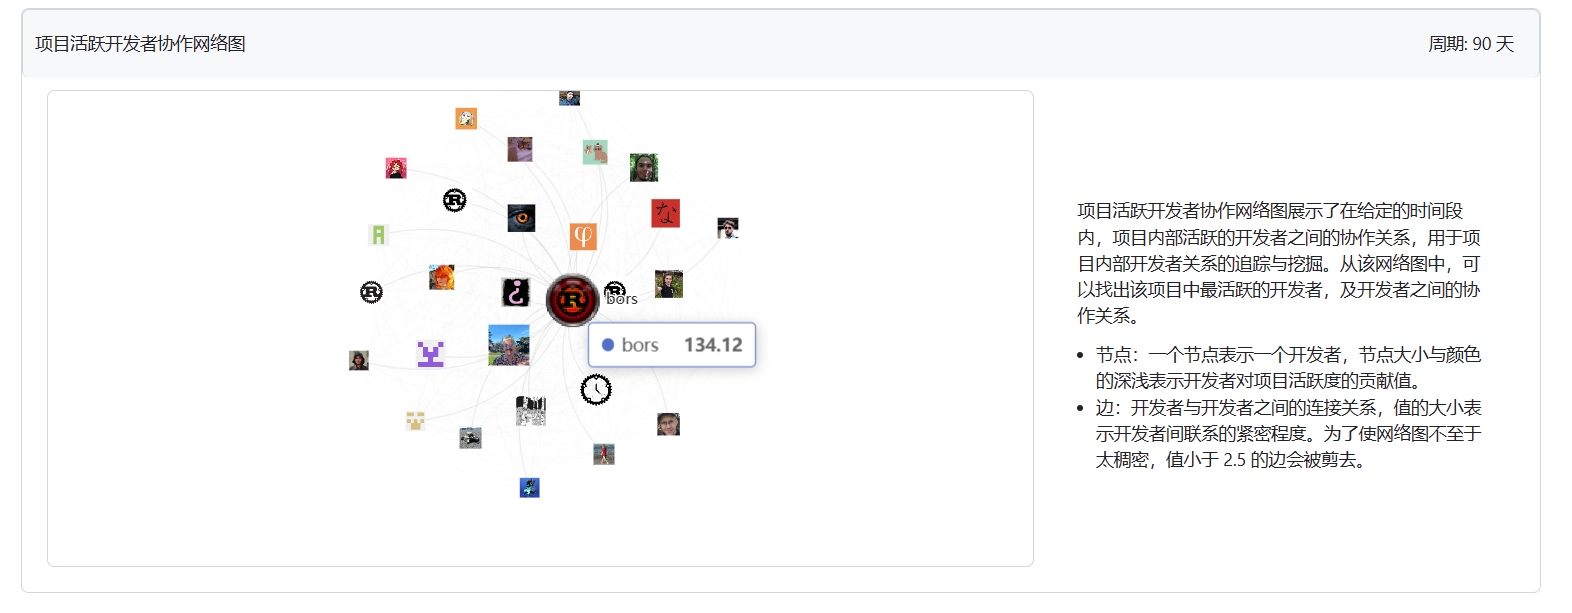 项目活跃开发者协作网络图
周期: 90 天
な
φ
R
R
R
R
¿
bors
bors 134.12
项目活跃开发者协作网络图展示了在给定的时间段
内，项目内部活跃的开发者之间的协作关系，用于项
目内部开发者关系的追踪与挖掘。从该网络图中，可
以找出该项目中最活跃的开发者，及开发者之间的协
作关系。
节点：一个节点表示一个开发者，节点大小与颜色
的深浅表示开发者对项目活跃度的贡献值。
边：开发者与开发者之间的连接关系，值的大小表
示开发者间联系的紧密程度。为了使网络图不至于
太稠密，值小于 2.5 的边会被剪去。